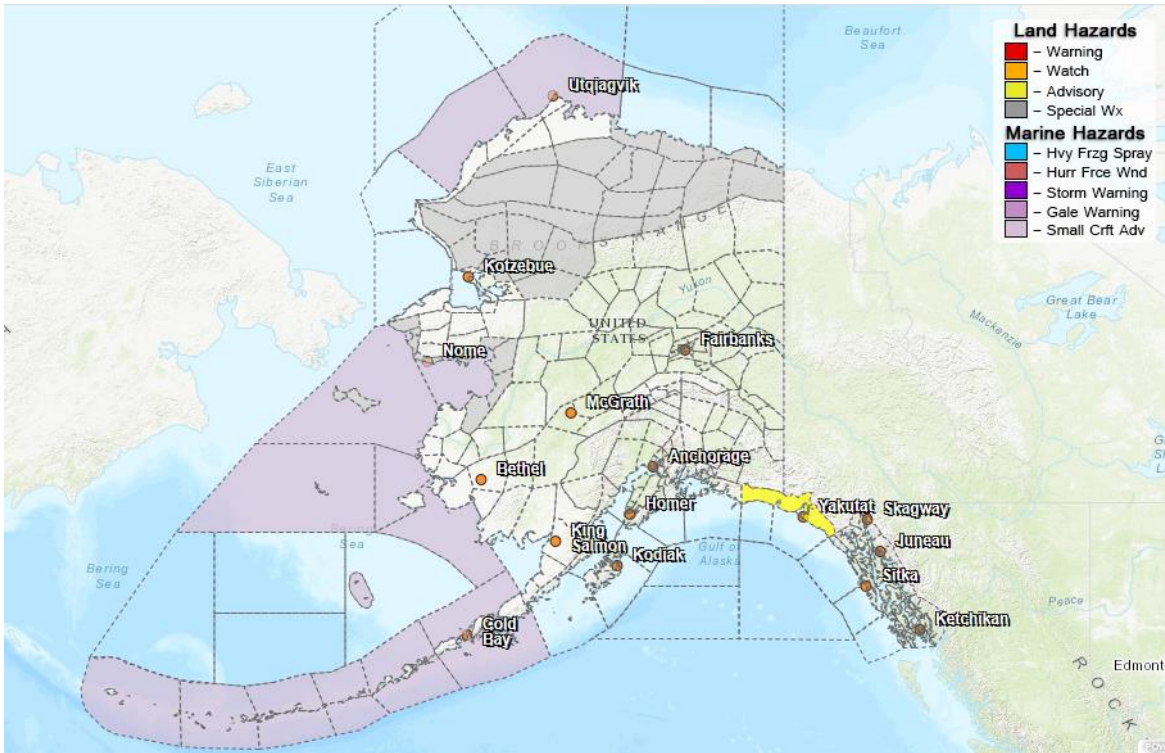 Land Hazards
– Warning
– Watch
– Advisory
– Special Wx
Marine Hazards
– Hvy Frzg Spray
– Hurr Frce Wnd
– Storm Warning
– Gale Warning
– Small Crft Adv
Beaufort
Sea
Utqiagvik
East
Siberian
Sea
BROOKS RANGE
Kotzebue
Yukon
Great Bear
Lake
Mackenzie
UNITED
STATES
Nome
Fairbanks
McGrath
Anchorage
Bethel
Homer
Yakutat
Skagway
King
Salmon
Kodiak
Gulf of
Alaska
Juneau
Bering
Sea
Bering
Sea
Sitka
Peace
Cold
Bay
Ketchikan
Edmont
ROCK